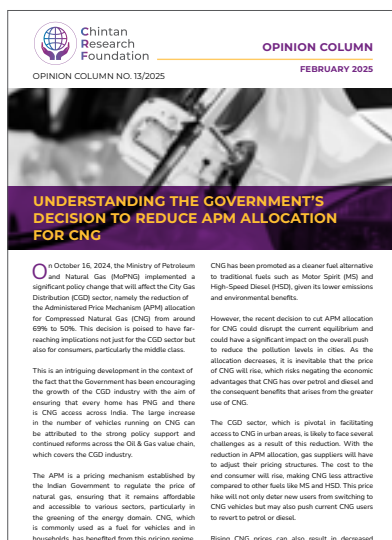 Chintan
Research
Foundation
OPINION COLUMN NO. 13/2025
OPINION COLUMN
FEBRUARY 2025
UNDERSTANDING THE GOVERNMENT'S
DECISION TO REDUCE APM ALLOCATION
FOR CNG
On October 16, 2024, the Ministry of Petroleum
and Natural Gas (MoPNG) implemented a
significant policy change that will affect the City Gas
Distribution (CGD) sector, namely the reduction of
the Administered Price Mechanism (APM) allocation
for Compressed Natural Gas (CNG) from around
69% to 50%. This decision is poised to have far-
reaching implications not just for the CGD sector but
also for consumers, particularly the middle class.
This is an intriguing development in the context of
the fact that the Government has been encouraging
the growth of the CGD industry with the aim of
ensuring that every home has PNG and there
is CNG access across India. The large increase
in the number of vehicles running on CNG can
be attributed to the strong policy support and
continued reforms across the Oil & Gas value chain,
which covers the CGD industry.
The APM is a pricing mechanism established by
the Indian Government to regulate the price of
natural gas, ensuring that it remains affordable
and accessible to various sectors, particularly in
the greening of the energy domain. CNG, which
is commonly used as a fuel for vehicles and in
households, has benefited from this pricing regime.
CNG has been promoted as a cleaner fuel alternative
to traditional fuels such as Motor Spirit (MS) and
High-Speed Diesel (HSD), given its lower emissions
and environmental benefits.
However, the recent decision to cut APM allocation
for CNG could disrupt the current equilibrium and
could have a significant impact on the overall push
to reduce the pollution levels in cities. As the
allocation decreases, it is inevitable that the price
of CNG will rise, which risks negating the economic
advantages that CNG has over petrol and diesel and
the consequent benefits that arises from the greater
use of CNG.
The CGD sector, which is pivotal in facilitating
access to CNG in urban areas, is likely to face several
challenges as a result of this reduction. With the
reduction in APM allocation, gas suppliers will have
to adjust their pricing structures. The cost to the
end consumer will rise, making CNG less attractive
compared to other fuels like MS and HSD. This price
hike will not only deter new users from switching to
CNG vehicles but may also push current CNG users
to revert to petrol or diesel.
Rising CNG prices can also result in decreased